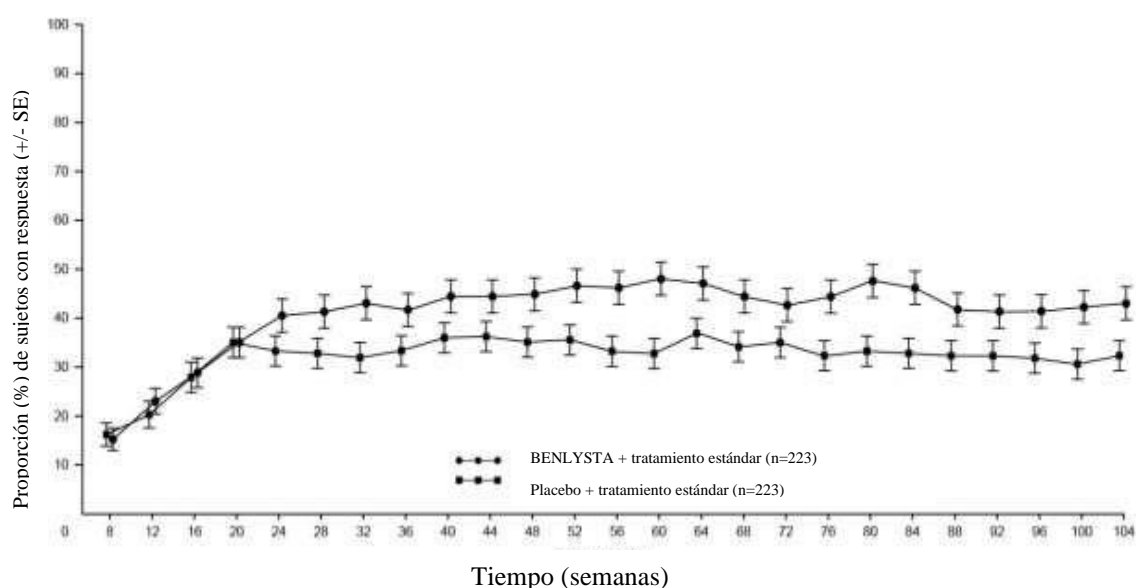 Proporción (%) de sujetos con respuesta (+/- SE)
100
90
80
70
60
50
40
30
20
10
0
BENLYSTA + tratamiento estándar (n=223)
Placebo + tratamiento estándar (n=223)
8 12 16 20 24 28 32 36 40 44 48 52 56 60 64 68 72 76 80 84 88 92 96 100 104
Tiempo (semanas)